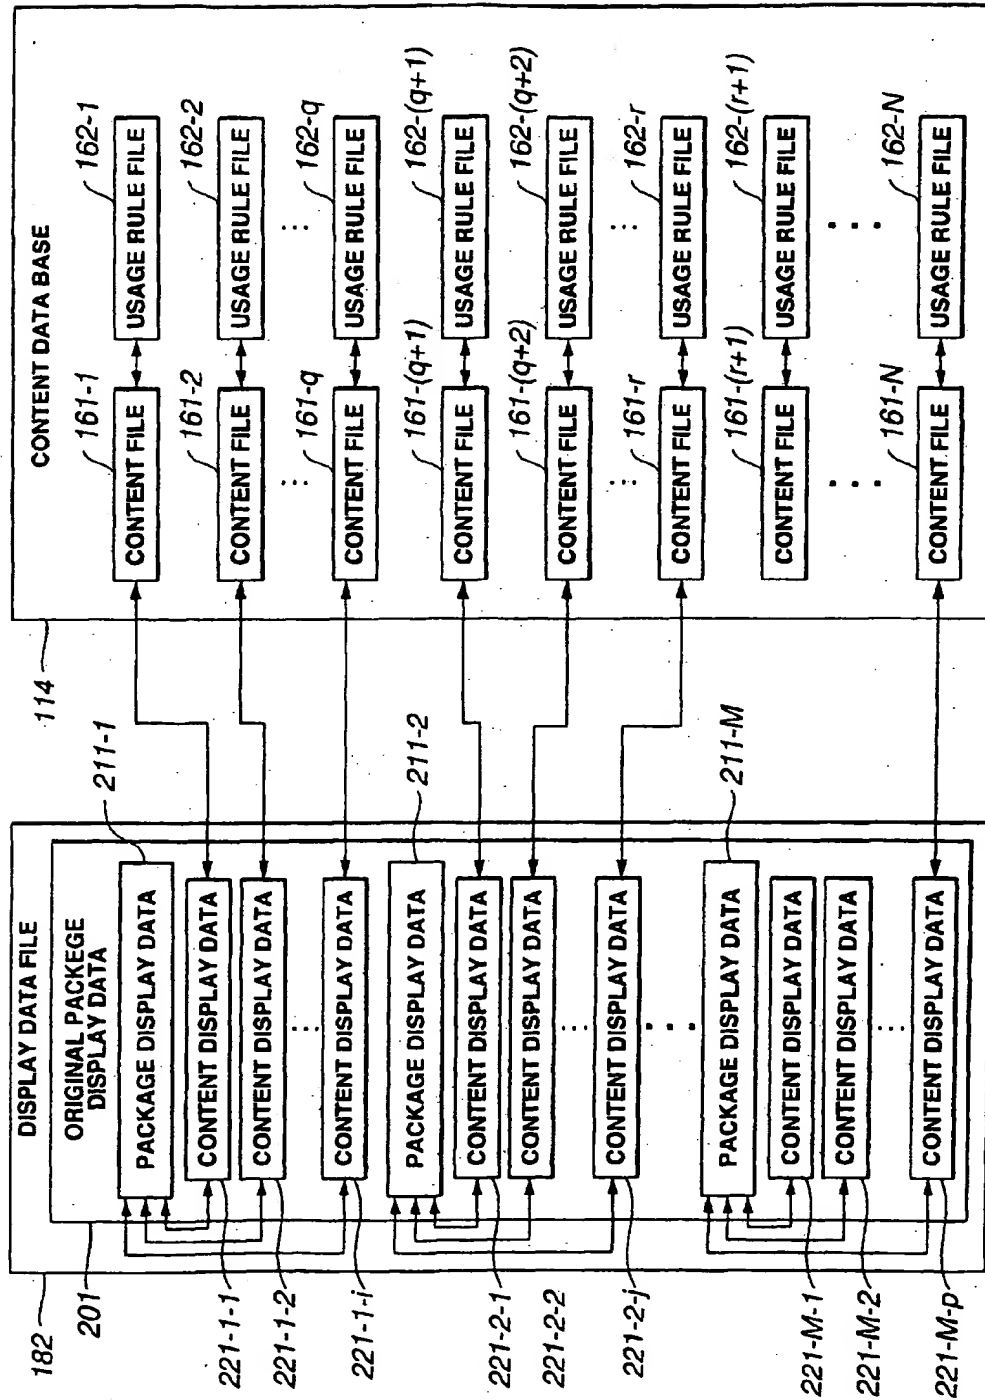 DISPLAY DATA FILE
ORIGINAL PACKEGE
DISPLAY DATA
182
201
PACKAGE DISPLAY DATA
211-1
CONTENT DISPLAY DATA
221-1-1
CONTENT DISPLAY DATA
221-1-2
CONTENT DISPLAY DATA
221-1-i
PACKAGE DISPLAY DATA
211-2
CONTENT DISPLAY DATA
221-2-1
CONTENT DISPLAY DATA
221-2-2
CONTENT DISPLAY DATA
221-2-j
PACKAGE DISPLAY DATA
211-M
CONTENT DISPLAY DATA
221-M-1
CONTENT DISPLAY DATA
221-M-2
CONTENT DISPLAY DATA
221-M-p
CONTENT DATA BASE
114
161-1
CONTENT FILE
162-1
USAGE RULE FILE
161-2
CONTENT FILE
162-2
USAGE RULE FILE
161-q
CONTENT FILE
162-q
USAGE RULE FILE
161-(q+1)
CONTENT FILE
162-(q+1)
USAGE RULE FILE
161-(q+2)
CONTENT FILE
162-(q+2)
USAGE RULE FILE
161-r
CONTENT FILE
162-r
USAGE RULE FILE
161-(r+1)
CONTENT FILE
162-(r+1)
USAGE RULE FILE
161-N
CONTENT FILE
162-N
USAGE RULE FILE